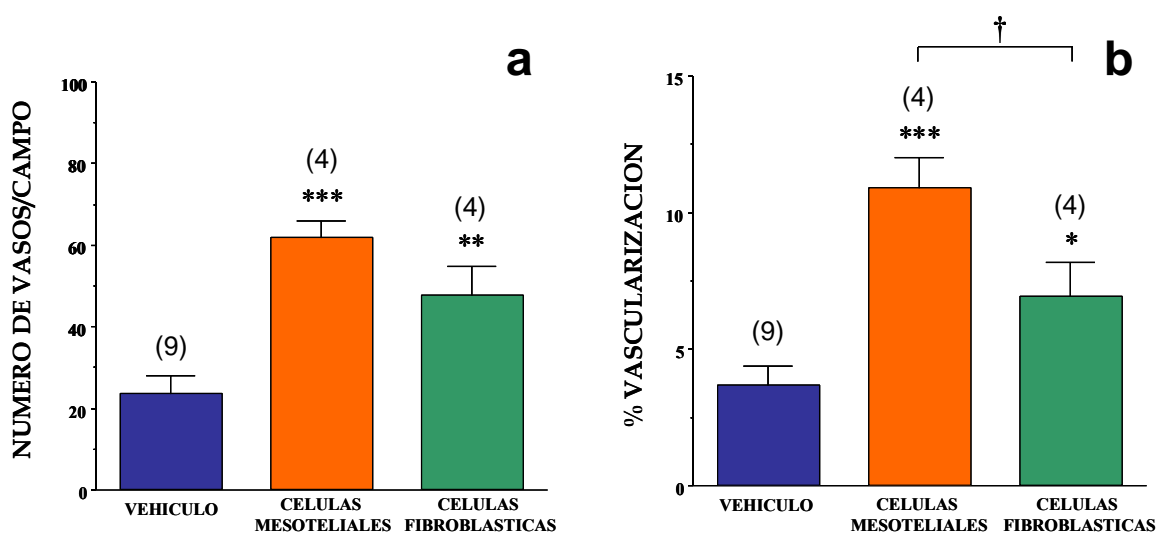 a
NUMERO DE VASOS/CAMPO
100
80
60
40
20
0
(9)
(4)
***
(4)
**
VEHICULO
CELULAS
MESOTELIALES
CELULAS
FIBROBLASTICAS
b
†
% VASCULARIZACION
15
10
5
0
(9)
(4)
***
(4)
*
VEHICULO
CELULAS
MESOTELIALES
CELULAS
FIBROBLASTICAS